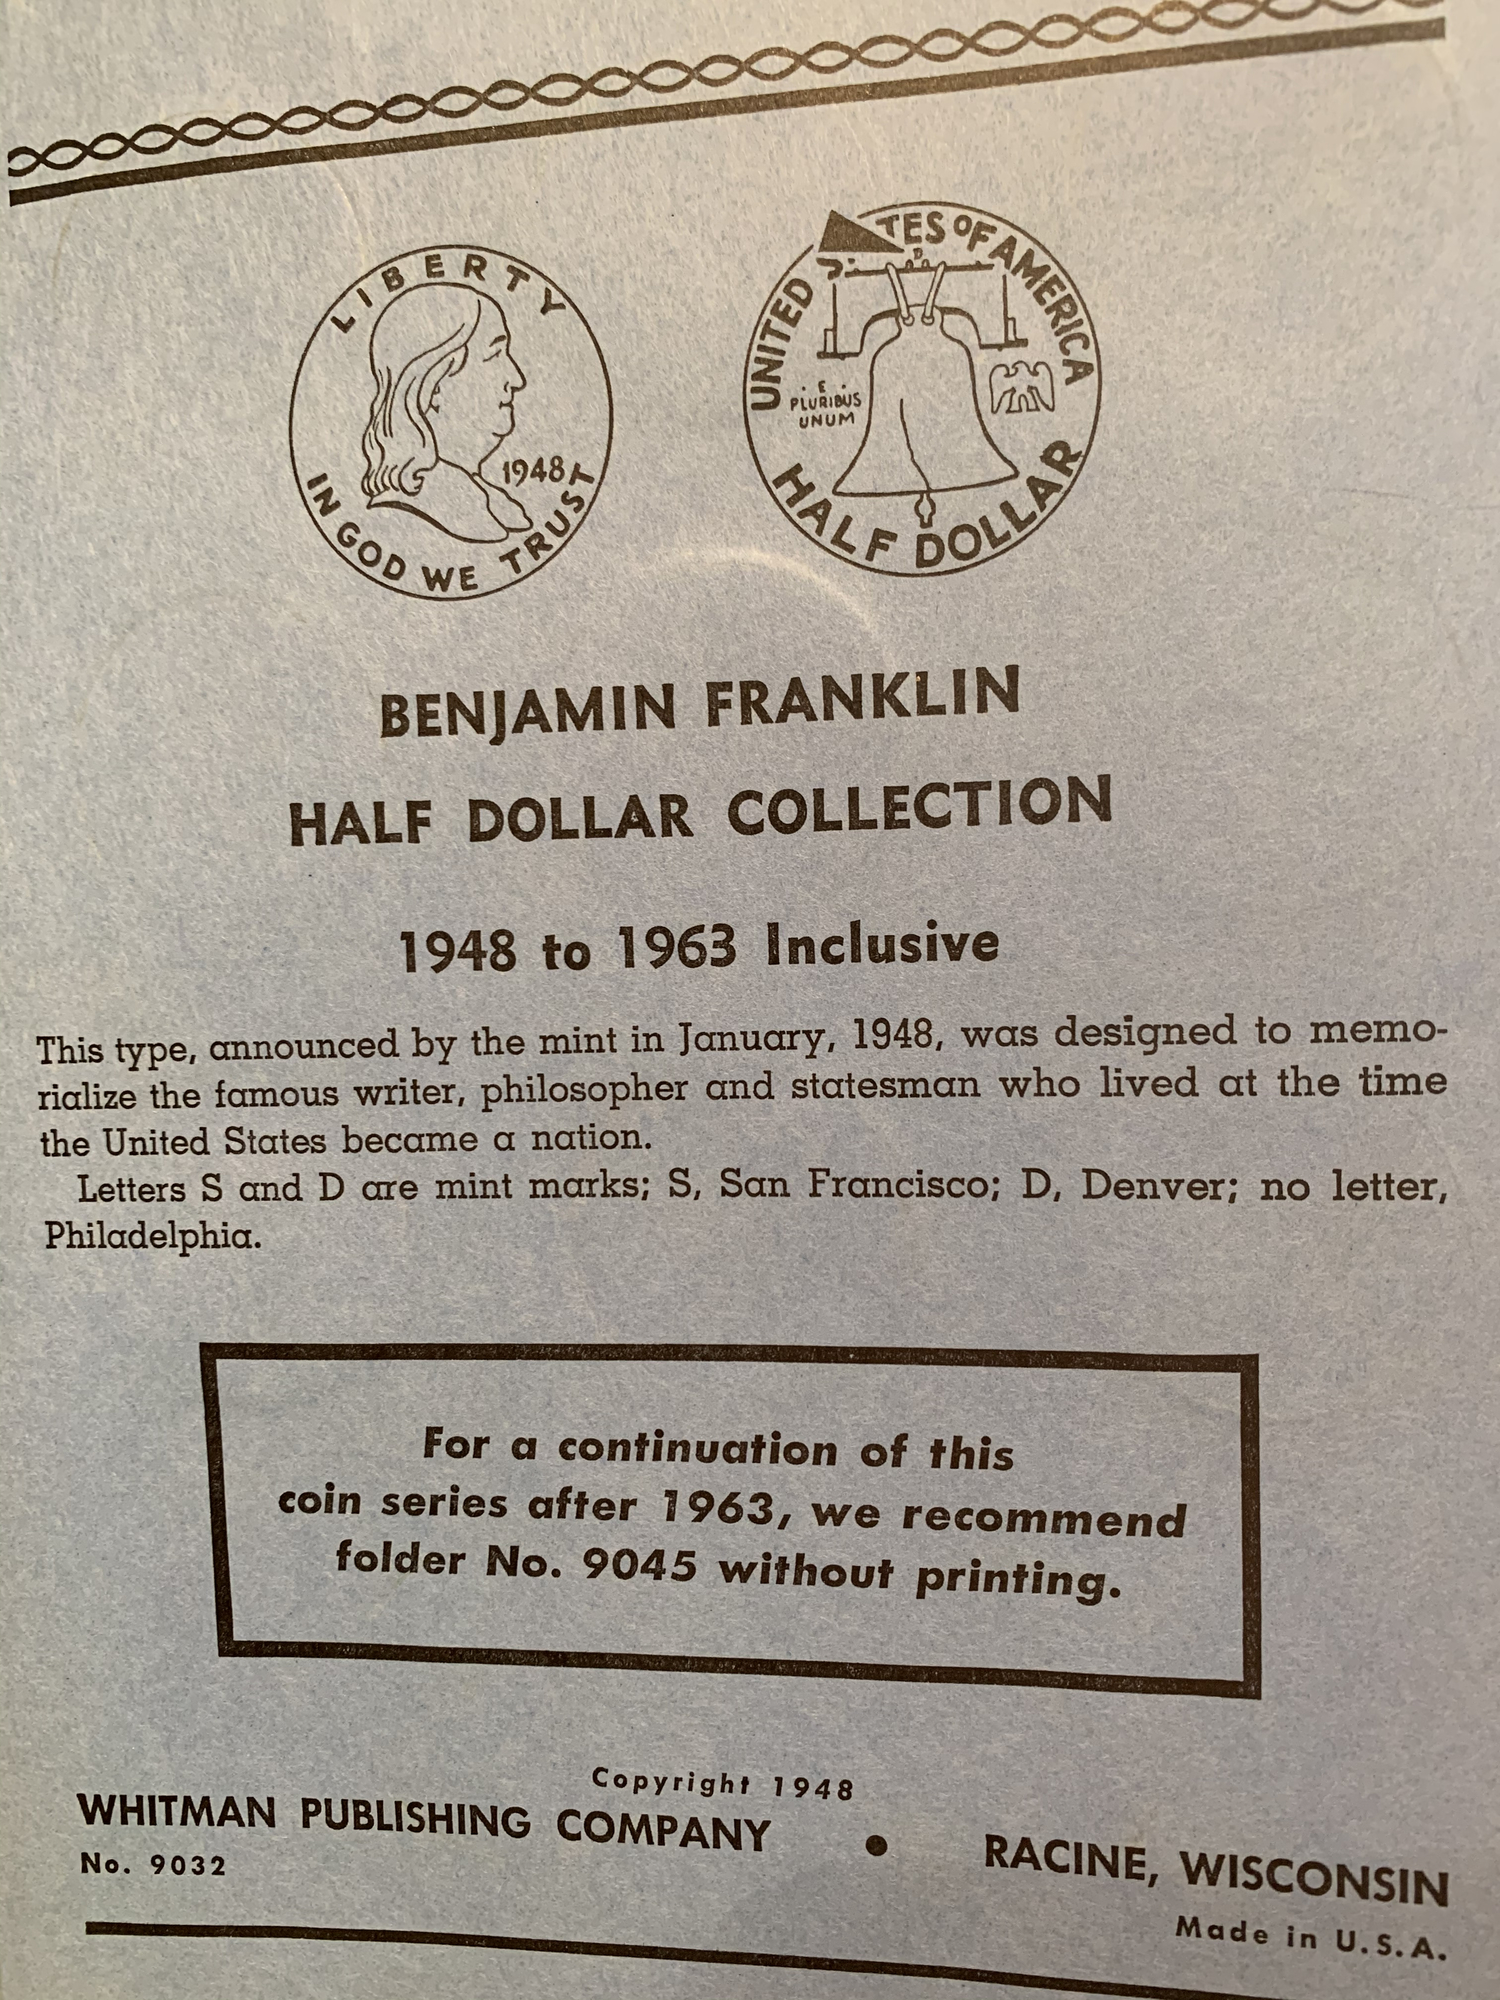 LIBERTY
1948
IN GOD WE TRUST
UNITED S TES OF AMERICA
E
PLURIBUS
UNUM
HALF DOLLAR
BENJAMIN FRANKLIN
HALF DOLLAR COLLECTION
1948 to 1963 Inclusive
This type, announced by the mint in January, 1948, was designed to memo-
rialize the famous writer, philosopher and statesman who lived at the time
the United States became a nation.
Letters S and D are mint marks; S, San Francisco; D, Denver; no letter,
Philadelphia.
For a continuation of this
coin series after 1963, we recommend
folder No. 9045 without printing.
Copyright 1948
WHITMAN PUBLISHING COMPANY • RACINE, WISCONSIN
No. 9032
Made in U.S.A.